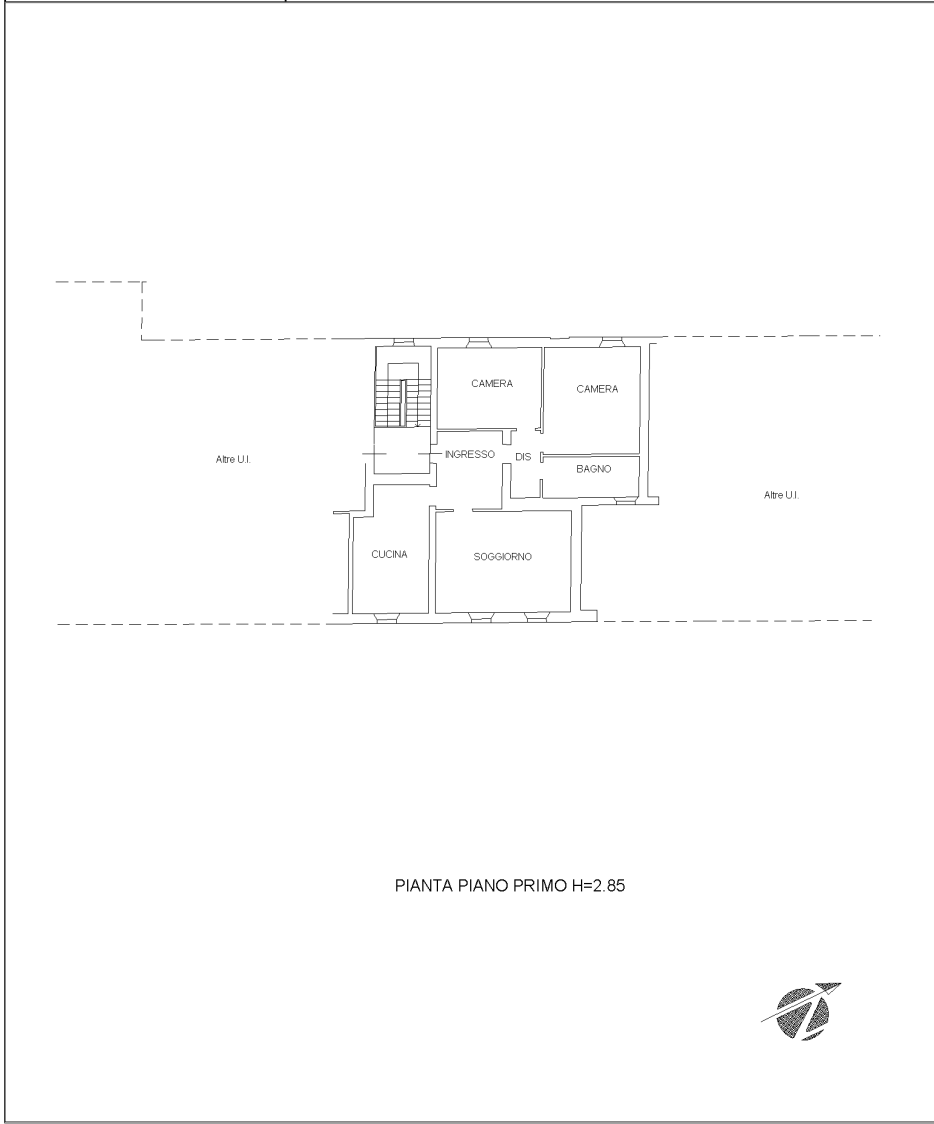 CAMERA
CAMERA
INGRESSO
DIS
BAGNO
Altre U.I.
Altre U.I.
CUCINA
SOGGIORNO
PIANTA PIANO PRIMO H=2.85